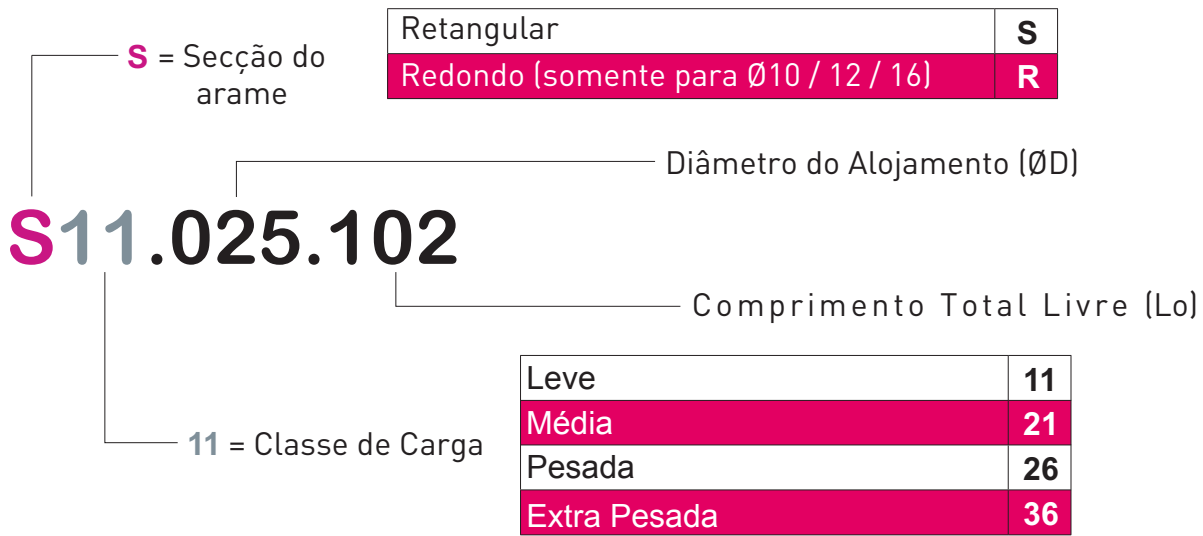 Retangular S
S = Secção do
arame
Redondo (somente para Ø10 / 12 / 16) R
Diâmetro do Alojamento (ØD)
S11.025.102
Comprimento Total Livre (Lo)
Leve 11
Média 21
11 = Classe de Carga
Pesada 26
Extra Pesada 36